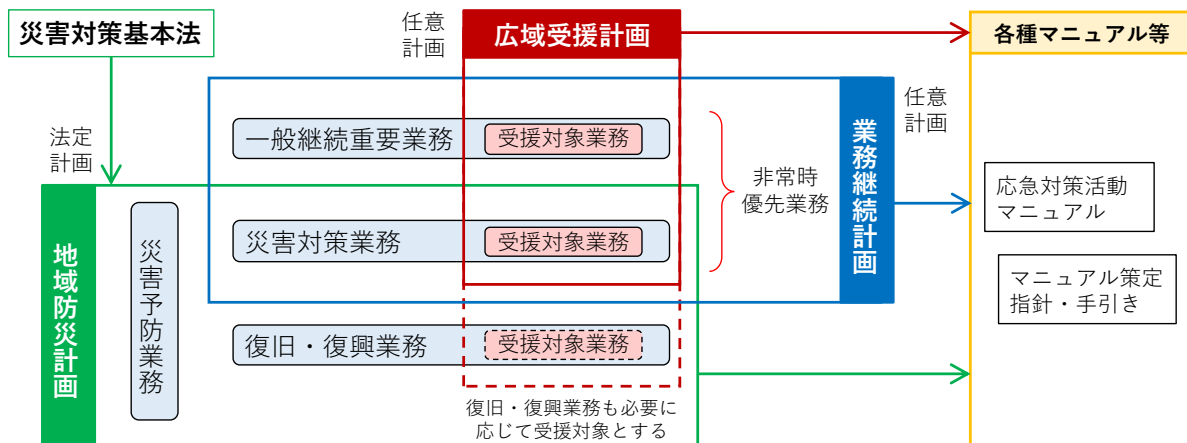 災害対策基本法
任意
計画
広域受援計画
各種マニュアル等
法定
計画
一般継続重要業務
受援対象業務
非常時
優先業務
業務継続計画
任意
計画
地域防災計画
災害予防業務
災害対策業務
受援対象業務
応急対策活動
マニュアル
マニュアル策定
指針・手引き
復旧・復興業務
受援対象業務
復旧・復興業務も必要に
応じて受援対象とする